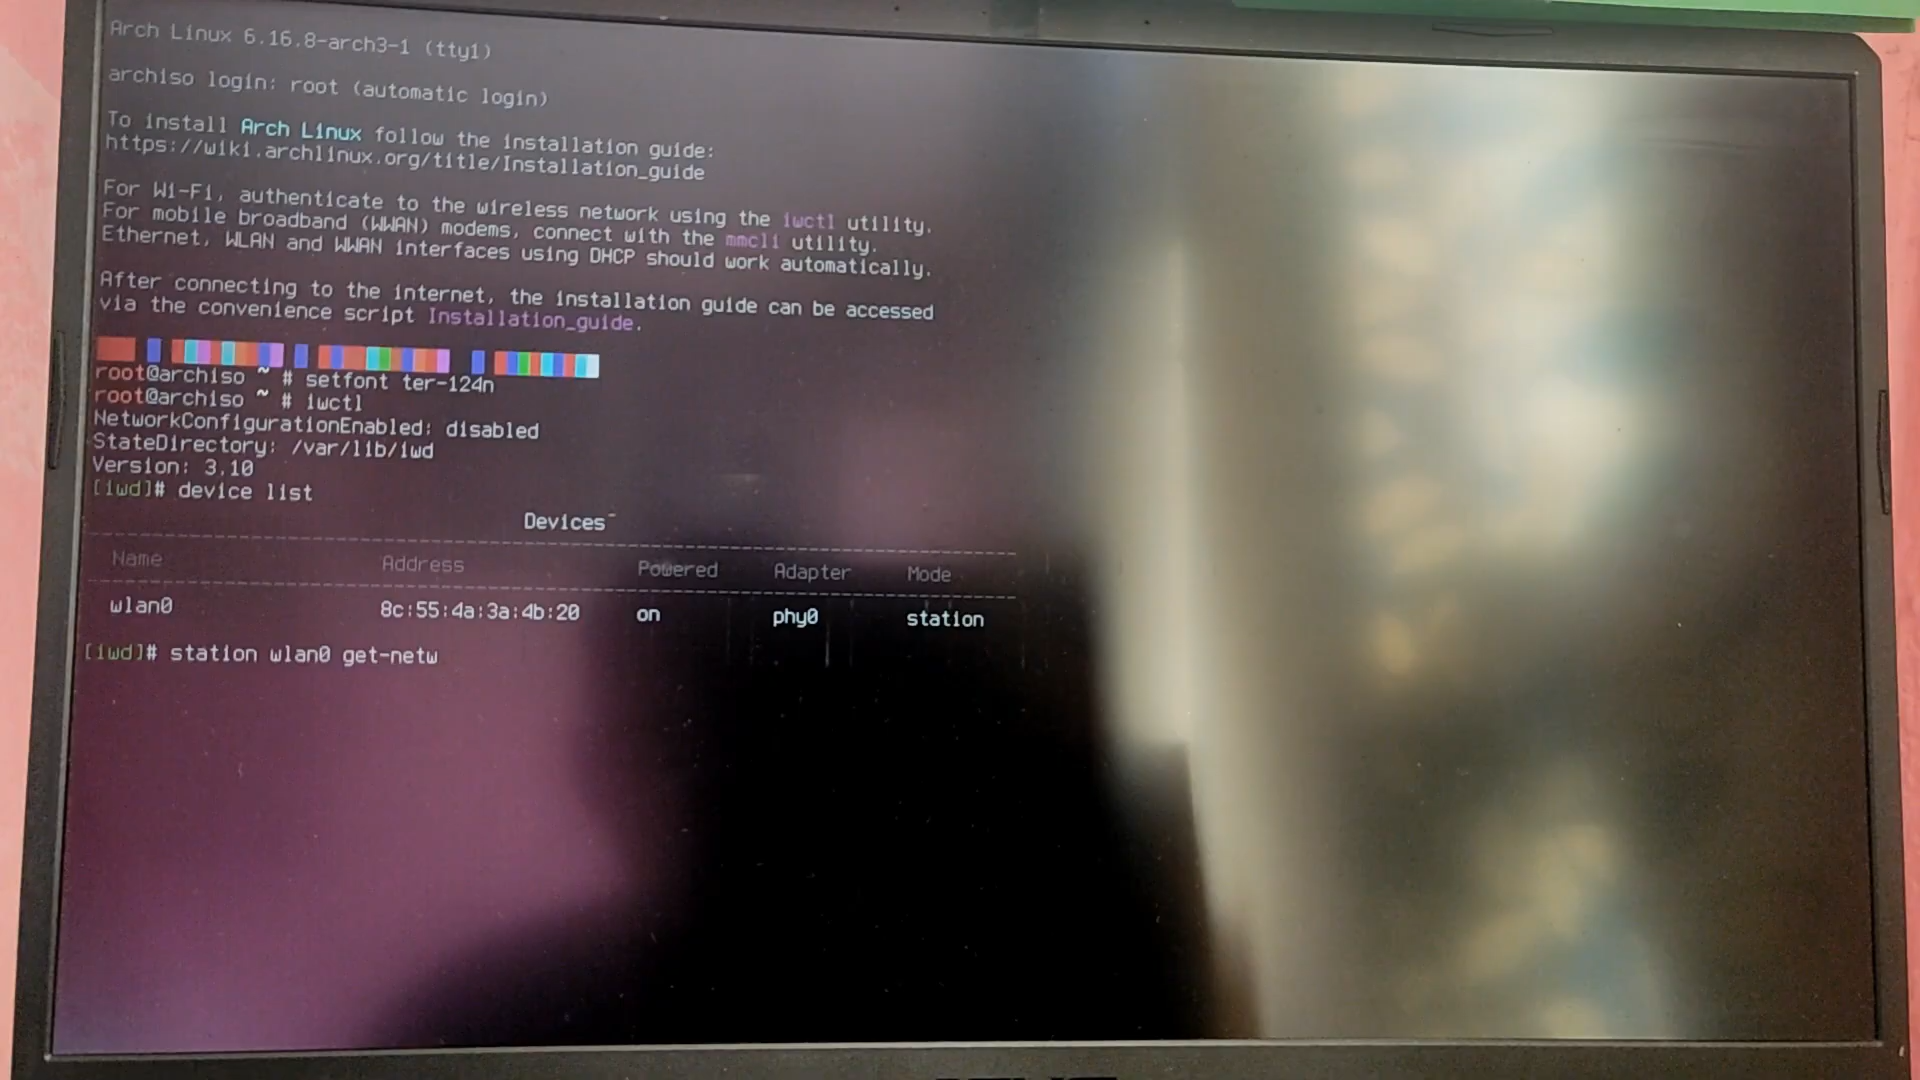 Arch Linux 6.16.8-arch3-1 (tty1)
archiso login: root (automatic login)
To install Arch Linux follow the installation guide:
https://wiki.archlinux.org/title/Installation_guide
For Wi-Fi, authenticate to the wireless network using the iwctl utility.
For mobile broadband (WWAN) modems, connect with the mmcli utility.
Ethernet, WLAN and WWAN interfaces using DHCP should work automatically.
After connecting to the internet, the installation guide can be accessed
via the convenience script Installation_guide.
root@archiso ~ # setfont ter-124n
root@archiso ~ # iwctl
NetworkConfigurationEnabled: disabled
StateDirectory: /var/lib/iwd
Version: 3.10
[iwd]# device list
Devices
Name Address Powered Adapter Mode
wlan0 8c:55:4a:3a:4b:20 on phy0 station
[iwd]# station wlan0 get-netw